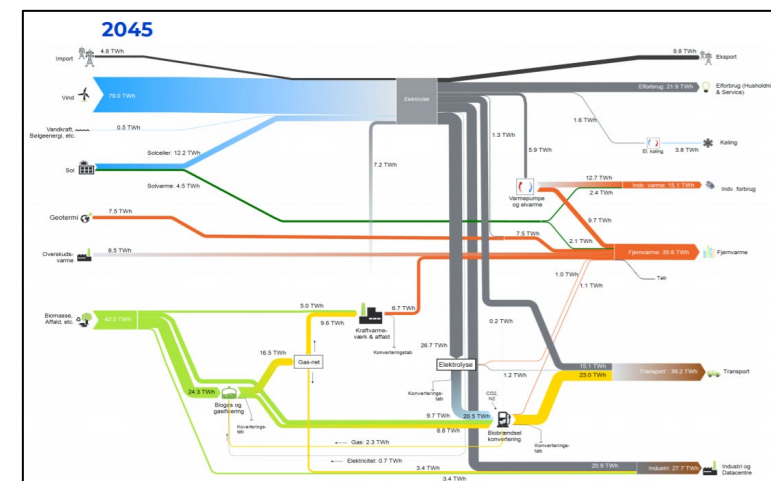 2045
Import
4.8 TWh
9.8 TWh
Eksport
Vind
79.0 TWh
Elektricitet
Elforbrug: 21.9 TWh
Elforbrug (Husholdni
& Service)
Vandkraft,
Bølgeenergi, etc.
0.5 TWh
1.3 TWh
1.6 TWh
5.9 TWh
El. køling
3.8 TWh
Køling
Solceller: 12.2 TWh
7.2 TWh
Sol
Solvarme: 4.5 TWh
Varmepumpe
og elvarme
12.7 TWh
2.4 TWh
Indv. varme: 15.1 TWh
Indv. forbrug
Geotermi
7.5 TWh
9.7 TWh
7.5 TWh
2.1 TWh
Overskuds-
varme
8.5 TWh
Fjernvarme: 35.6 TWh
Fjernvarme
1.0 TWh
1.1 TWh
Tab
Biomasse,
Affald, etc.
42.0 TWh
5.0 TWh
9.6 TWh
6.7 TWh
Kraftvarme-
værk & affald
Konverteringstab
0.2 TWh
26.7 TWh
16.5 TWh
Gas-net
Elektrolyse
1.2 TWh
15.1 TWh
23.0 TWh
Transport : 38.2 TWh
Transport
24.3 TWh
Biogas og
gasificering
Konverterings-
tab
Konverterings-
tab
CO2,
N2
9.7 TWh
8.8 TWh
20.5 TWh
Biobrændsel
konvertering
Konverterings-
tab
Gas: 2.3 TWh
Elektricitet: 0.7 TWh
3.4 TWh
3.4 TWh
20.9 TWh
Industri: 27.7 TWh
Industri og
Datacentre